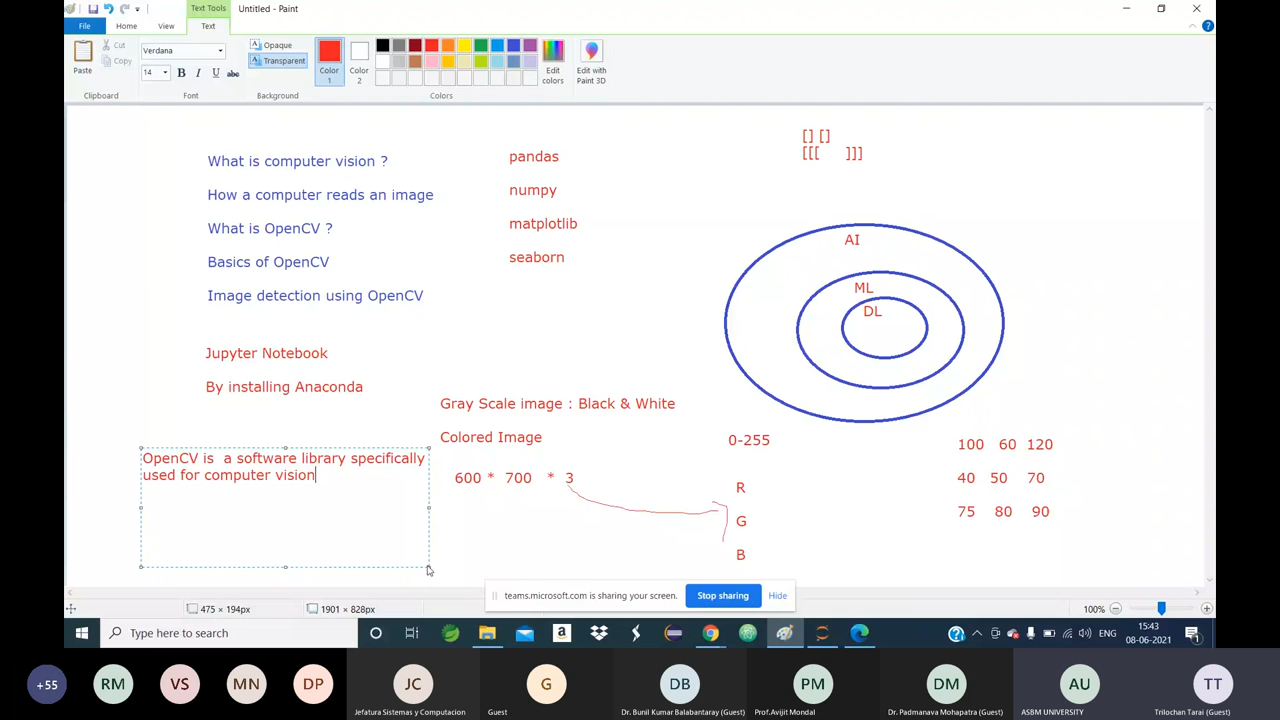 Text Tools
Untitled - Paint
File
Home
View
Text
Paste
Cut
Copy
Clipboard
Verdana
14
B I U abc
Font
Opaque
Transparent
Background
Color 1
Color 2
Edit colors
Edit with Paint 3D
Colors
What is computer vision ?
How a computer reads an image
What is OpenCV ?
Basics of OpenCV
Image detection using OpenCV
pandas
numpy
matplotlib
seaborn
[] []
[[[ ]]]
AI
ML
DL
Jupyter Notebook
By installing Anaconda
Gray Scale image : Black & White
Colored Image
600 * 700 * 3
0-255
R
G
B
100 60 120
40 50 70
75 80 90
OpenCV is a software library specifically
used for computer vision
teams.microsoft.com is sharing your screen.
Stop sharing
Hide
475 × 194px
1901 × 828px
100%
Type here to search
ENG
15:43
08-06-2021
1
+55
RM
VS
MN
DP
JC
Jefatura Sistemas y Computacion
G
Guest
DB
Dr. Bunil Kumar Balabantaray (Guest)
PM
Prof.Avijit Mondal
DM
Dr. Padmanava Mohapatra (Guest)
AU
ASBM UNIVERSITY
TT
Trilochan Tarai (Guest)